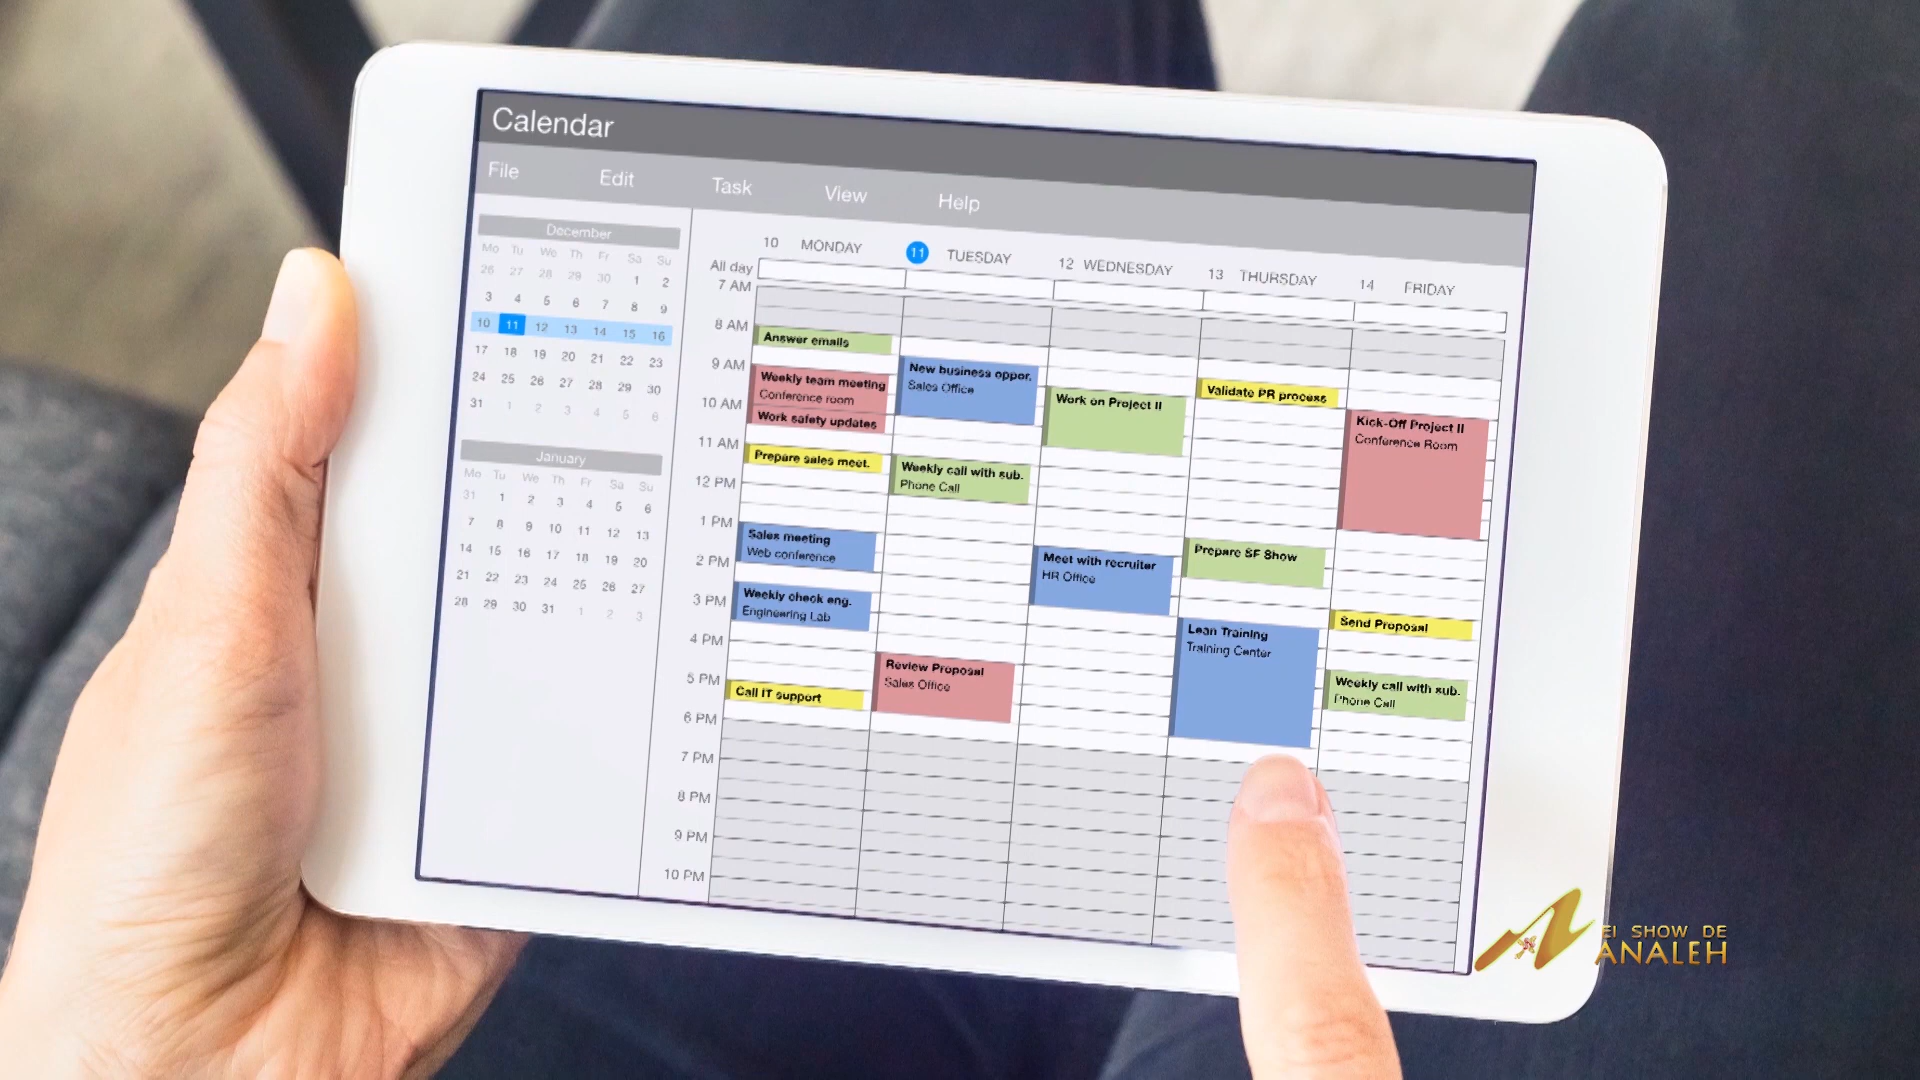 Calendar
File Edit Task View Help
December
Mo Tu We Th Fr Sa Su
26 27 28 29 30 1 2
3 4 5 6 7 8 9
10 11 12 13 14 15 16
17 18 19 20 21 22 23
24 25 26 27 28 29 30
31 1 2 3 4 5 6
January
Mo Tu We Th Fr Sa Su
31 1 2 3 4 5 6
7 8 9 10 11 12 13
14 15 16 17 18 19 20
21 22 23 24 25 26 27
28 29 30 31 1 2 3
10 MONDAY 11 TUESDAY 12 WEDNESDAY 13 THURSDAY 14 FRIDAY
All day
7 AM
8 AM
9 AM
10 AM
11 AM
12 PM
1 PM
2 PM
3 PM
4 PM
5 PM
6 PM
7 PM
8 PM
9 PM
10 PM
Answer emails
Weekly team meeting
Conference room
Work safety updates
Prepare sales meet.
Sales meeting
Web conference
Weekly check eng.
Engineering Lab
Call IT support
New business oppor.
Sales Office
Weekly call with sub.
Phone Call
Review Proposal
Sales Office
Work on Project II
Meet with recruiter
HR Office
Validate PR process
Prepare SF Show
Lean Training
Training Center
Kick-Off Project II
Conference Room
Send Proposal
Weekly call with sub.
Phone Call
El SHOW DE
ANALEH